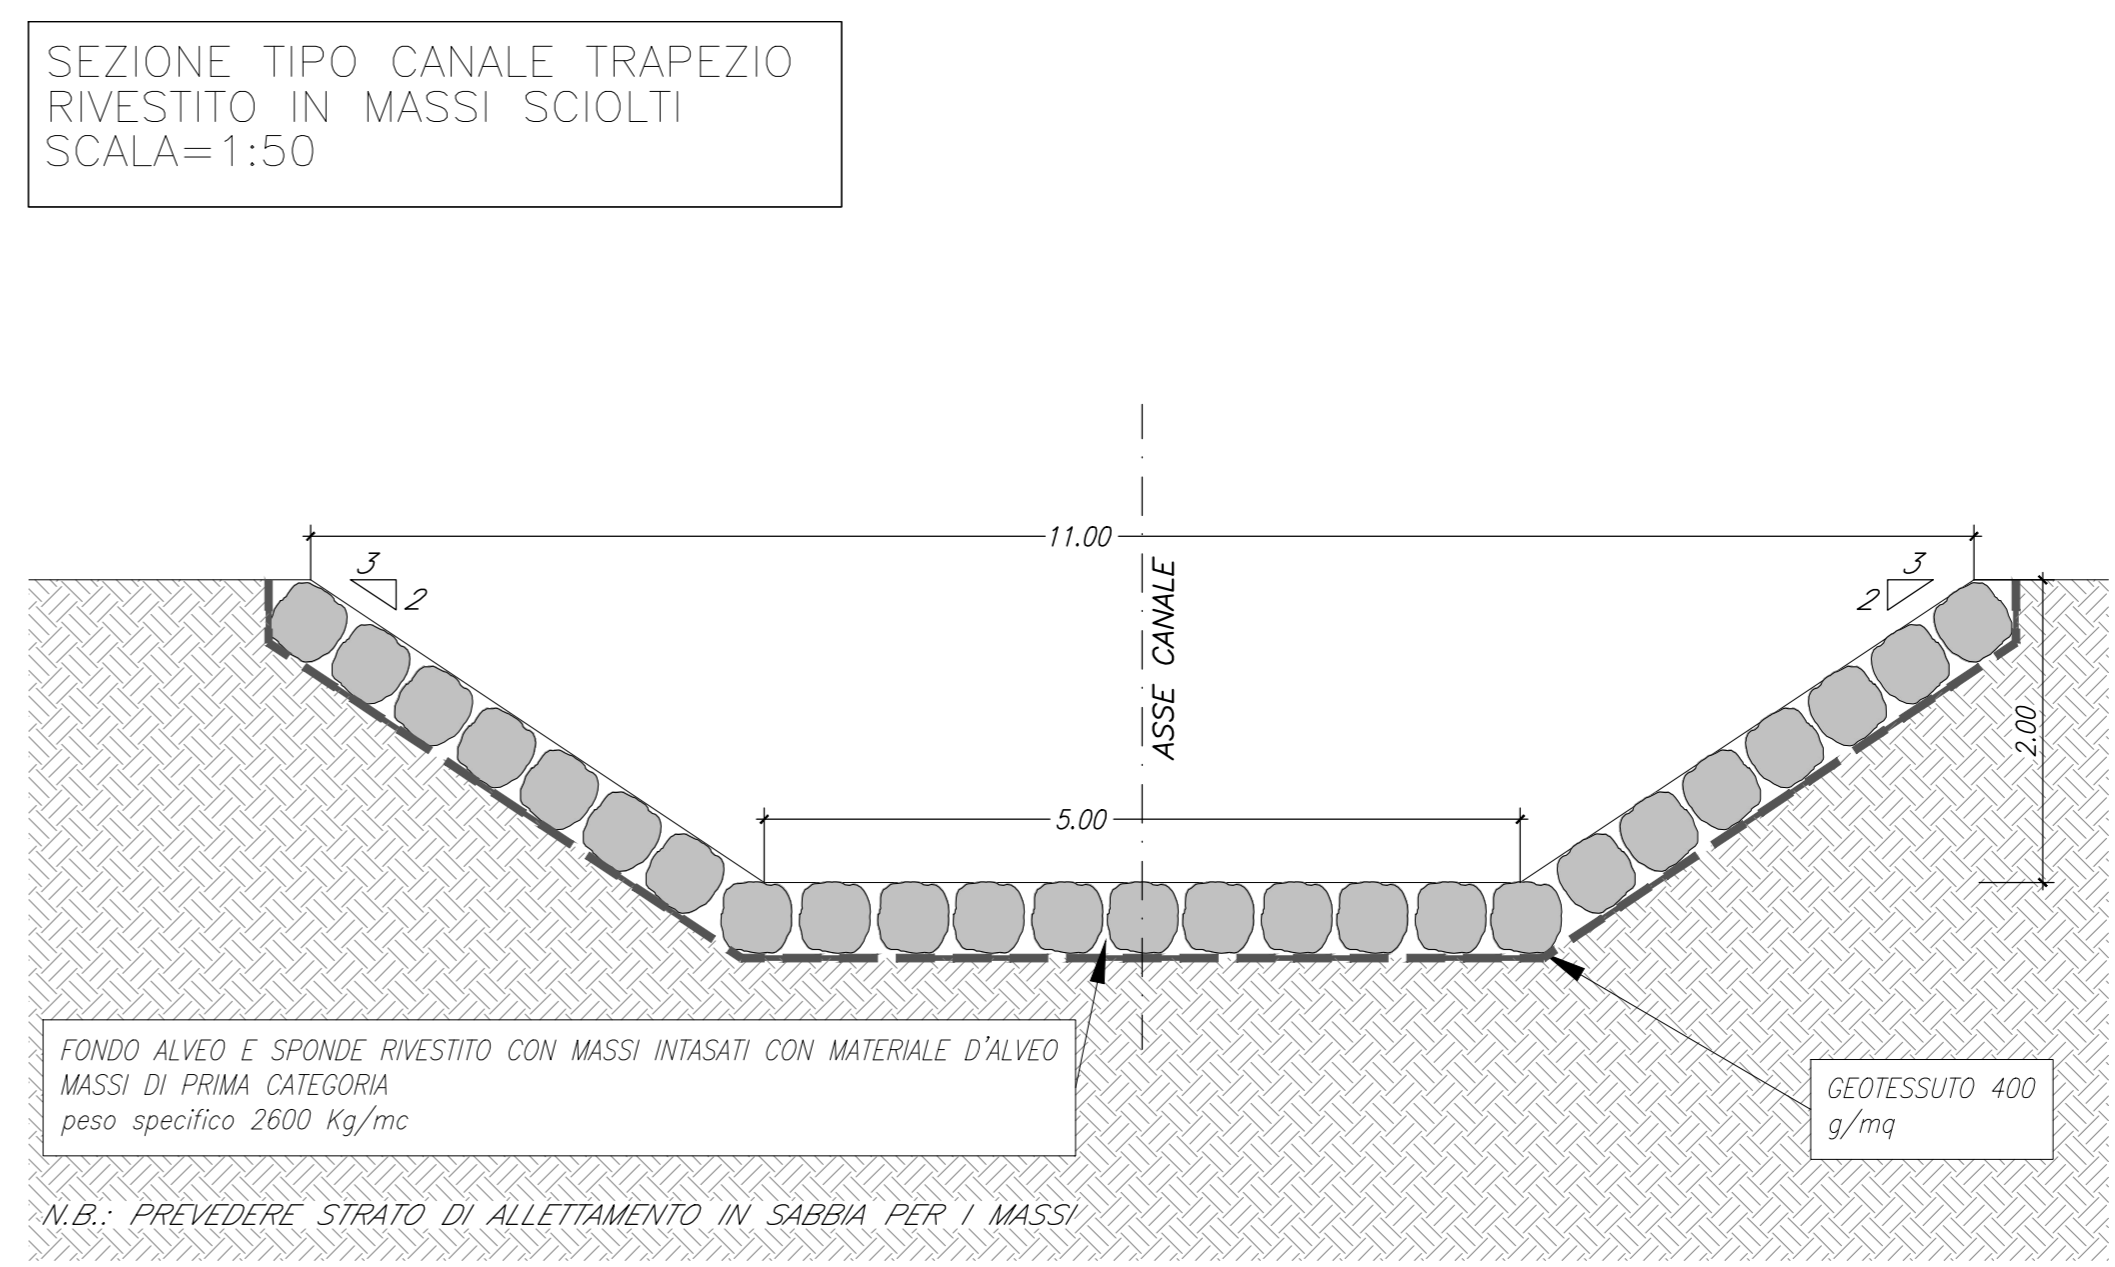 SEZIONE TIPO CANALE TRAPEZIO
RIVESTITO IN MASSI SCIOLTI
SCALA=1:50
11.00
3
2
3
2
ASSE CANALE
2.00
5.00
FONDO ALVEO E SPONDE RIVESTITO CON MASSI INTASATI CON MATERIALE D'ALVEO
MASSI DI PRIMA CATEGORIA
peso specifico 2600 Kg/mc
GEOTESSUTO 400
g/mq
N.B.: PREVEDERE STRATO DI ALLETTAMENTO IN SABBIA PER I MASSI